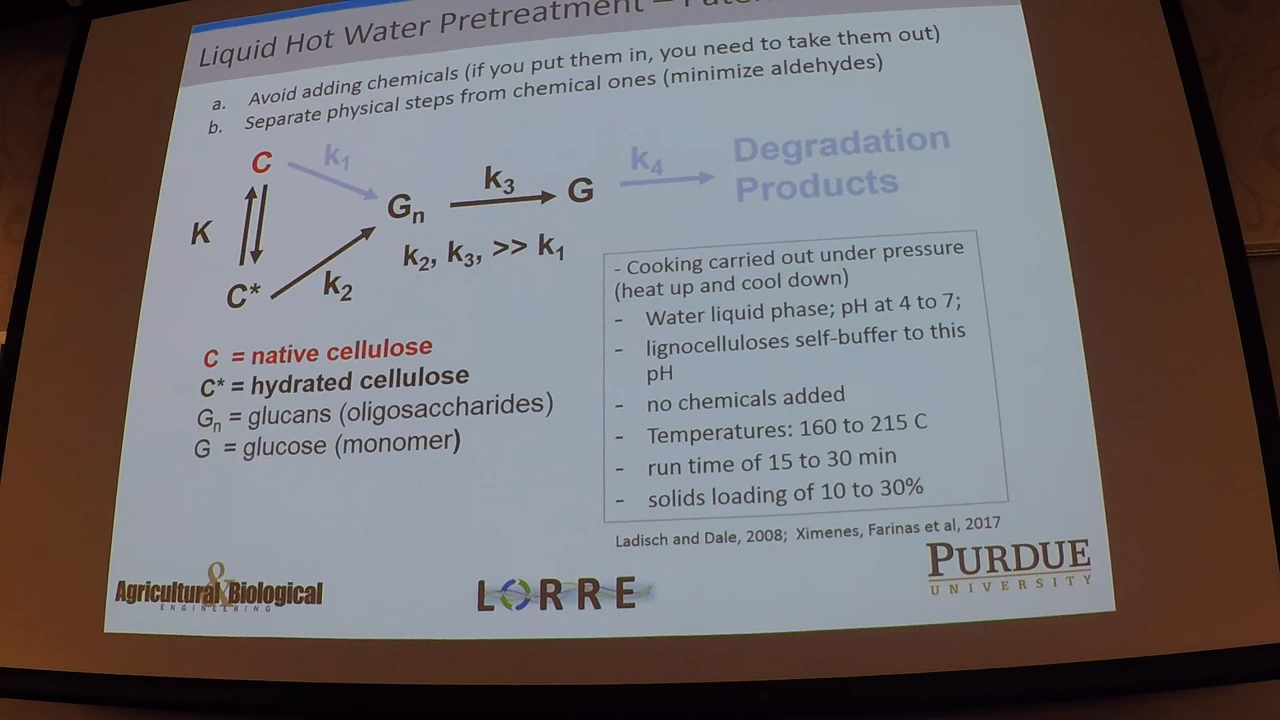 Liquid Hot Water Pretreatment –
a. Avoid adding chemicals (if you put them in, you need to take them out)
b. Separate physical steps from chemical ones (minimize aldehydes)
C
k1
K
C*
k2
Gn
k3
G
k4
Degradation
Products
k2, k3, >> k1
C = native cellulose
C* = hydrated cellulose
Gn = glucans (oligosaccharides)
G = glucose (monomer)
- Cooking carried out under pressure
(heat up and cool down)
- Water liquid phase; pH at 4 to 7;
- lignocelluloses self-buffer to this
pH
- no chemicals added
- Temperatures: 160 to 215 C
- run time of 15 to 30 min
- solids loading of 10 to 30%
Ladisch and Dale, 2008; Ximenes, Farinas et al, 2017
Agricultural & Biological
ENGINEERING
LORRE
PURDUE
UNIVERSITY